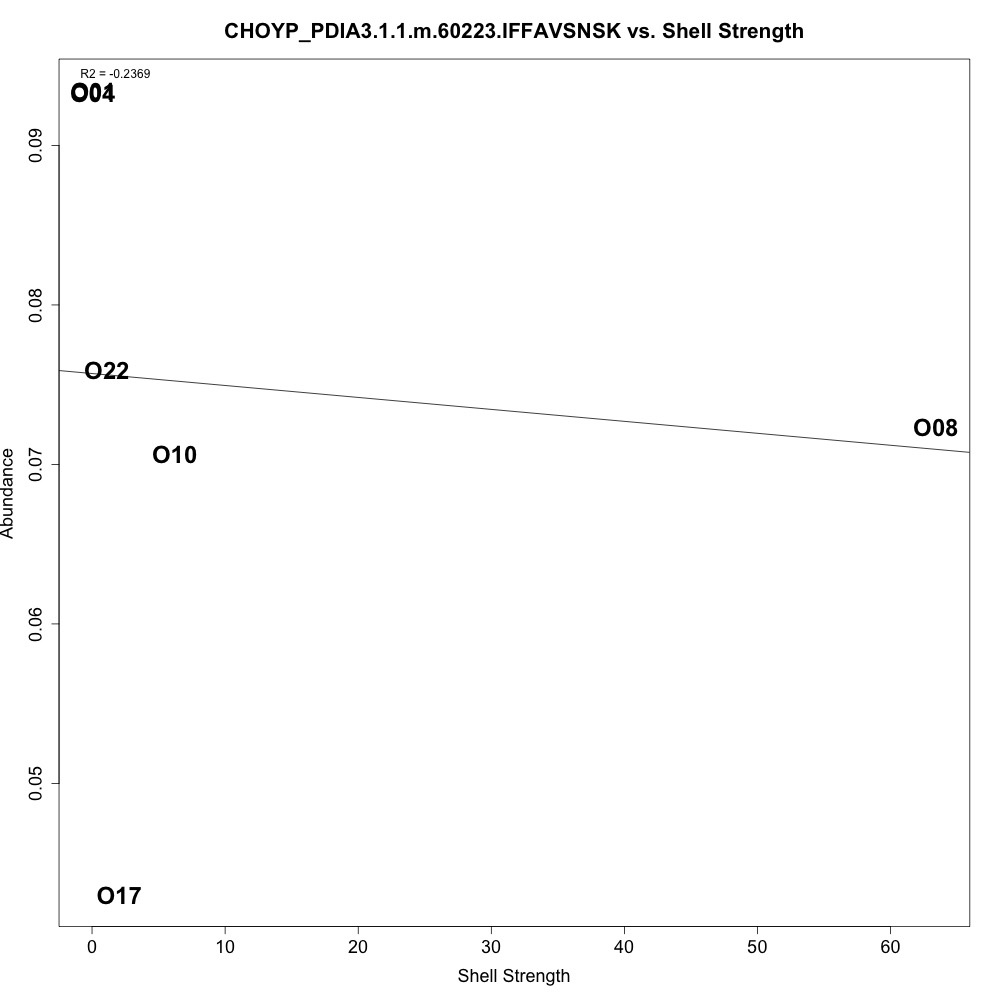 CHOYP_PDIA3.1.1.m.60223.IFFAVSNSK vs. Shell Strength
R2 = -0.2369
O04
0.09
0.08
O22
O08
O10
0.07
Abundance
0.06
0.05
O17
0 10 20 30 40 50 60
Shell Strength